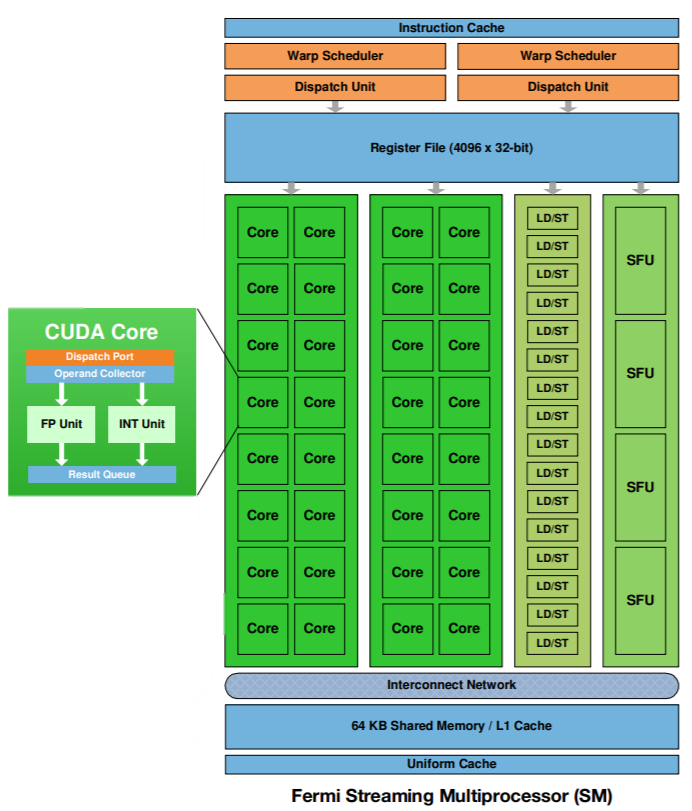 Instruction Cache
Warp Scheduler Warp Scheduler
Dispatch Unit Dispatch Unit
Register File (4096 x 32-bit)
Core Core Core Core LD/ST SFU
LD/ST
Core Core Core Core LD/ST
LD/ST
Core Core Core Core LD/ST SFU
LD/ST
Core Core Core Core LD/ST
LD/ST
Core Core Core Core LD/ST SFU
LD/ST
Core Core Core Core LD/ST
LD/ST
Core Core Core Core LD/ST SFU
LD/ST
Core Core Core Core LD/ST
LD/ST
CUDA Core
Dispatch Port
Operand Collector
FP Unit INT Unit
Result Queue
Interconnect Network
64 KB Shared Memory / L1 Cache
Uniform Cache
Fermi Streaming Multiprocessor (SM)